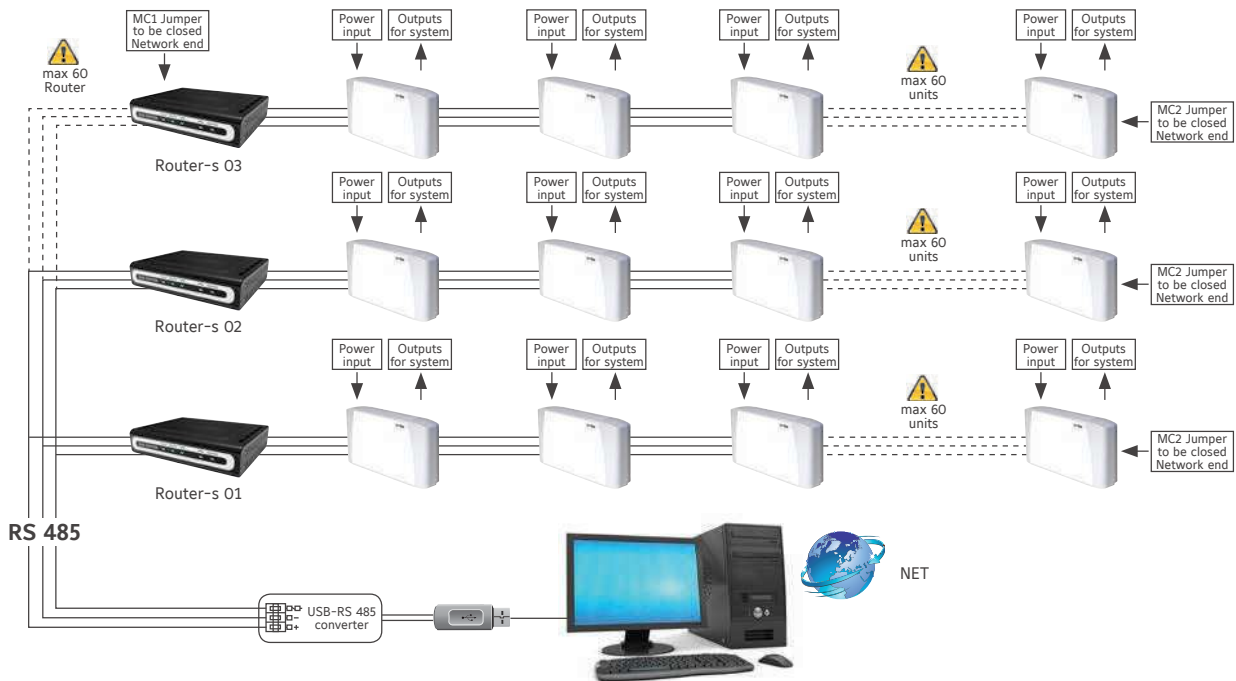 MC1 Jumper
to be closed
Network end
Power
input
Outputs
for system
Power
input
Outputs
for system
Power
input
Outputs
for system
Power
input
Outputs
for system
max 60
Router
max 60
units
MC2 Jumper
to be closed
Network end
Router-s 03
Power
input
Outputs
for system
Power
input
Outputs
for system
Power
input
Outputs
for system
Power
input
Outputs
for system
max 60
units
MC2 Jumper
to be closed
Network end
Router-s 02
Power
input
Outputs
for system
Power
input
Outputs
for system
Power
input
Outputs
for system
Power
input
Outputs
for system
max 60
units
MC2 Jumper
to be closed
Network end
Router-s 01
RS 485
NET
USB-RS 485
converter
-
+